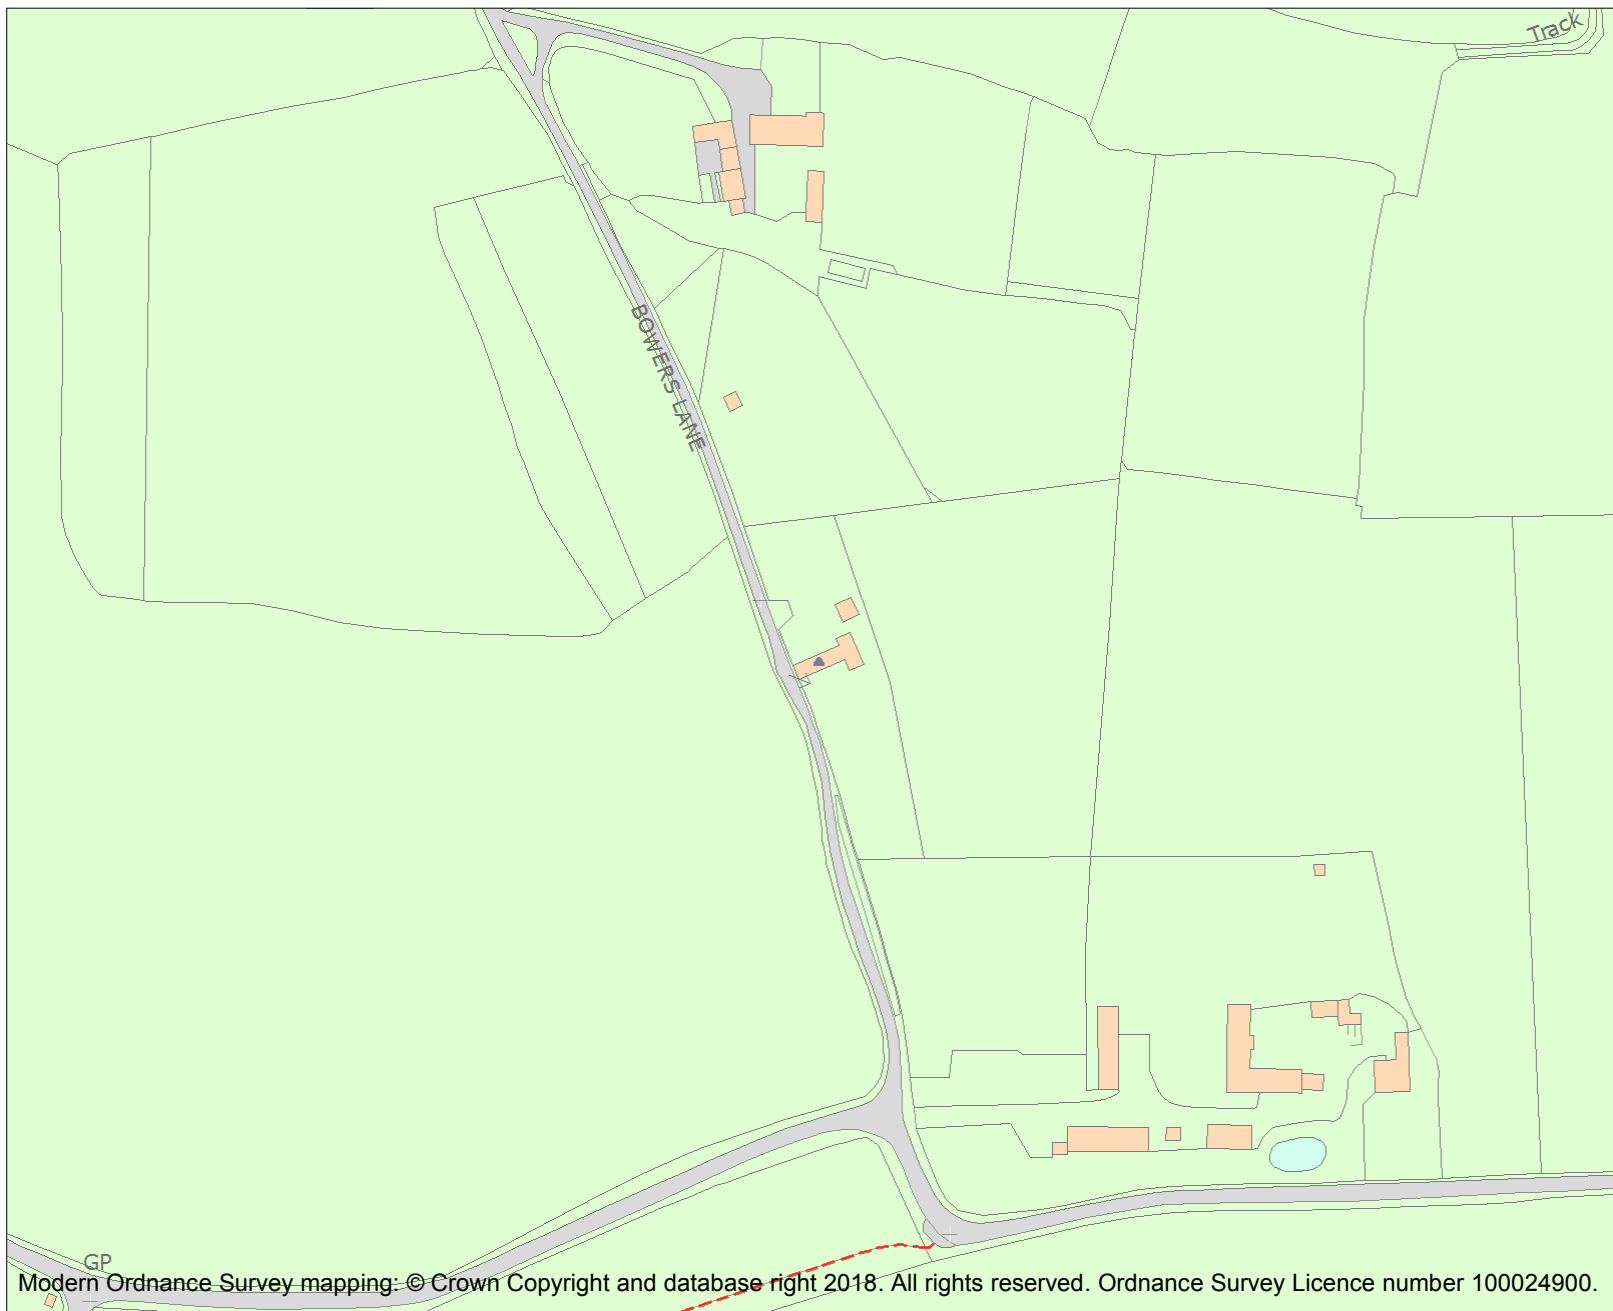 Track
BOWERS LANE
GP
Modern Ordnance Survey mapping: © Crown Copyright and database right 2018. All rights reserved. Ordnance Survey Licence number 100024900.